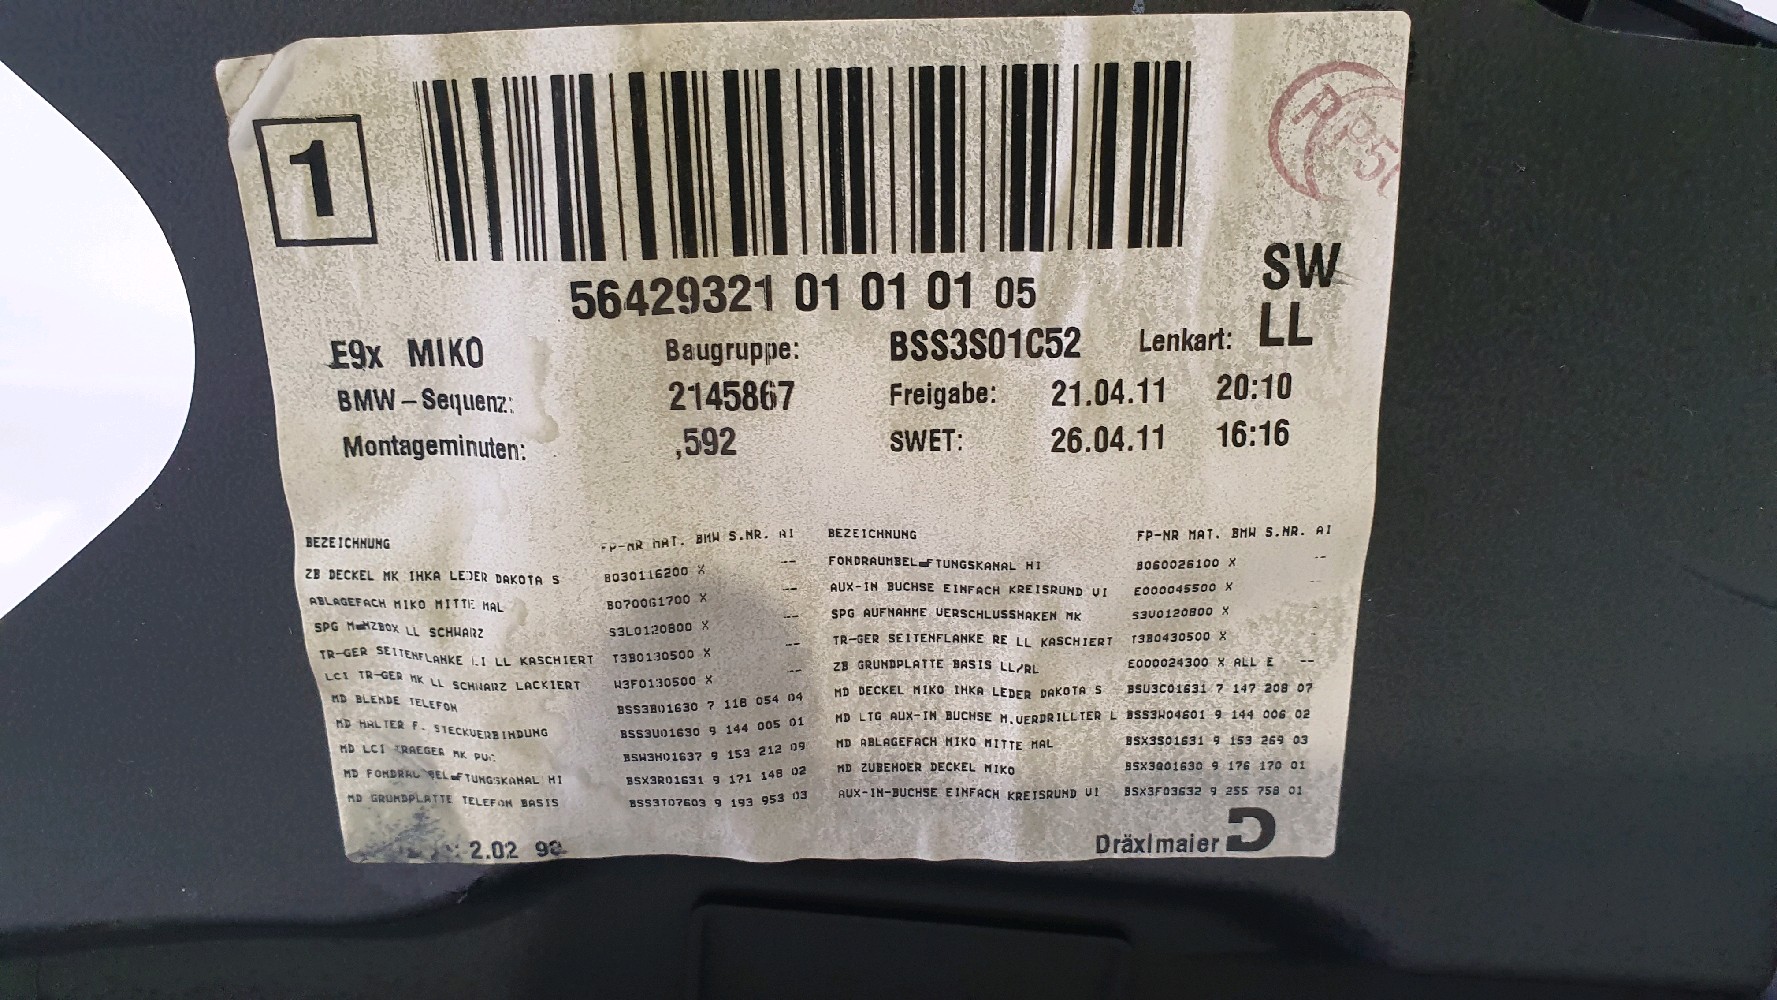 1
RP50
56429321 01 01 01 05
SW
LL
E9x MIKO Baugruppe: BSS3S01C52 Lenkart:
BMW-Sequenz: 2145867 Freigabe: 21.04.11 20:10
Montageminuten: ,592 SWET: 26.04.11 16:16
BEZEICHNUNG FP-NR MAT. BMW S.NR. AI
ZB DECKEL MK IHKA LEDER DAKOTA S B030116200 X --
ABLAGEFACH MIKO MITTE MAL B070061700 X --
SPG LL SCHWARZ S3L0120800 X --
TR-GER SEITENFLANKE LI LL KASCHIERT T3B0130500 X --
LCI TR-GER MK LL SCHWARZ LACKIERT W3F0130500 X --
MD BLENDE TELEFON BSS3B01630 7 118 054 04
MD HALTER F. STECKVERBINDUNG BSS3U01630 9 144 005 01
MD LCI TRAEGER MK PUR BSW3H01637 9 153 212 09
MD HI BSX3R01631 9 171 148 02
MD GRUNDPLATTE TELEFON BASIS BSS3T07603 9 193 953 03
BEZEICHNUNG FP-NR MAT. BMW S.NR. AI
FONDRAUMBEL-FTUNGSKANAL HI B060026100 X --
AUX-IN BUCHSE EINFACH KREISRUND VI E000045500 X --
SPG AUFNAHME VERSCLUSSHAKEN MK S3U0120800 X --
TR-GER SEITENFLANKE RE LL KASCHIERT T3B0430500 X --
ZB GRUNDPLATTE BASIS LL/RL E000024300 X ALL E --
MD DECKEL MIKO IHKA LEDER DAKOTA S BSU3C01631 7 147 208 07
MD LTG AUX-IN BUCHSE M.VERDRILLTER L BSS3W04601 9 144 006 02
MD ABLAGEFACH MIKO MITTE MAL BSX3S01631 9 153 269 03
MD ZUBEHOER DECKEL MIKO BSX3Q01630 9 176 170 01
AUX-IN-BUCHSE EINFACH KREISRUND VI BSX3F03632 9 255 758 01
2.02 Dräxlmaier D